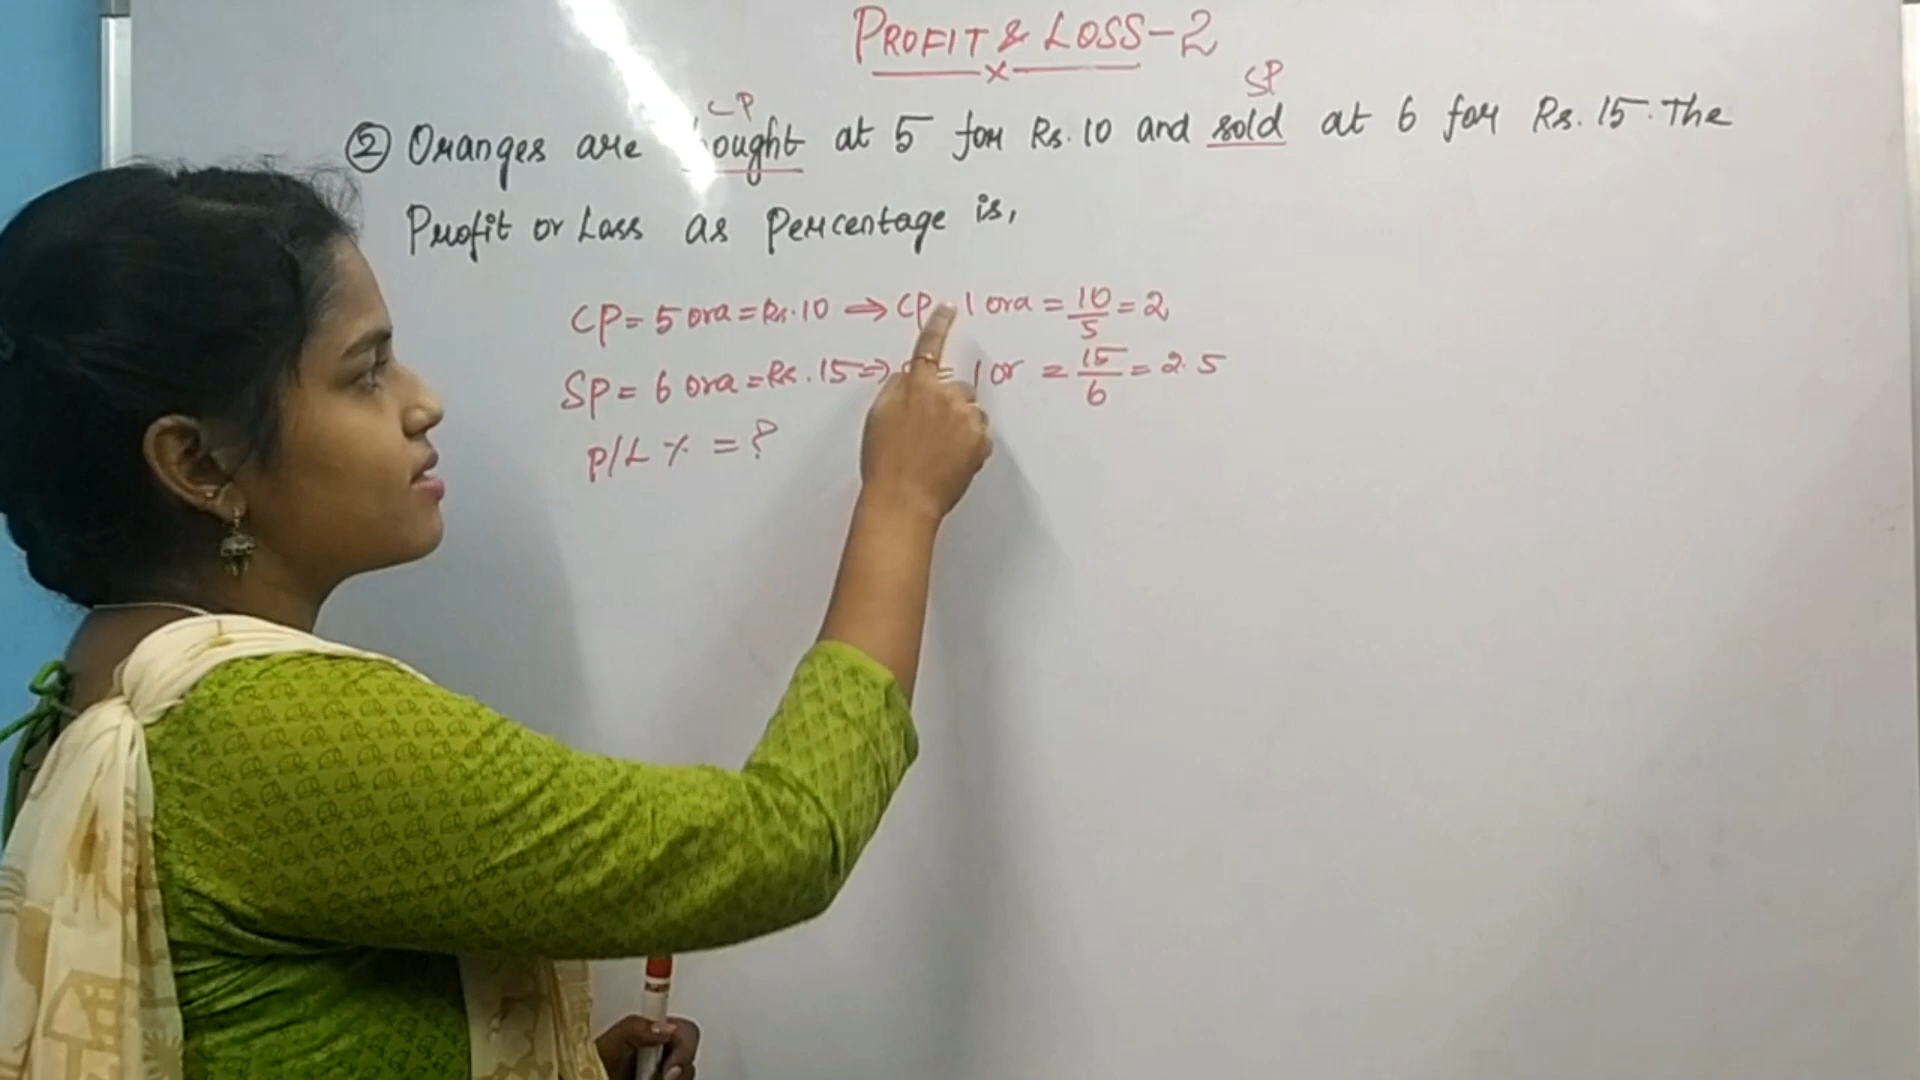 PROFIT & LOSS-2
CP SP
② Oranges are ought at 5 for Rs. 10 and sold at 6 for Rs. 15. The
Profit or Loss as Percentage is,
CP = 5 ora = Rs. 10 ⇒ CP 1 ora = 10/5 = 2
SP = 6 ora = Rs. 15 ⇒ = 1 or = 15/6 = 2.5
P/L % = ?